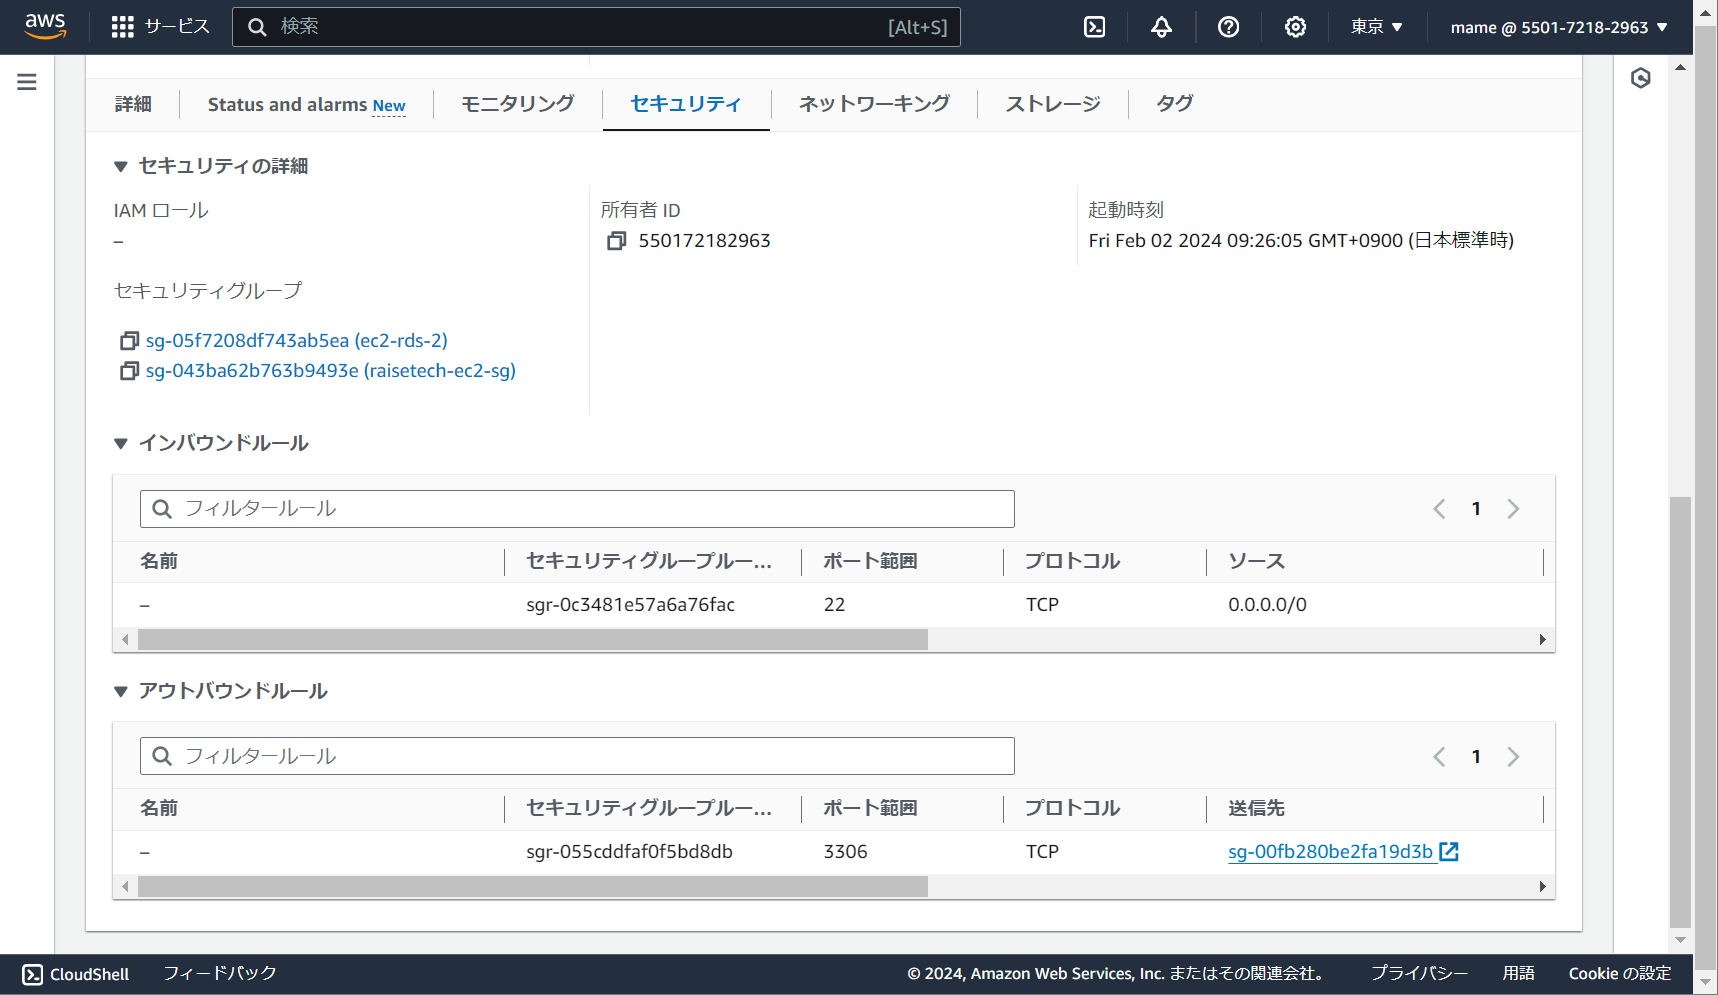 aws サービス 検索 [Alt+S] 東京 ▼ mame @ 5501-7218-2963 ▼
詳細 Status and alarms New モニタリング セキュリティ ネットワーキング ストレージ タグ
▼ セキュリティの詳細
IAM ロール 所有者 ID 起動時刻
– 550172182963 Fri Feb 02 2024 09:26:05 GMT+0900 (日本標準時)
セキュリティグループ
sg-05f7208df743ab5ea (ec2-rds-2)
sg-043ba62b763b9493e (raisetech-ec2-sg)
▼ インバウンドルール
フィルタールール 1
名前 セキュリティグループルー... ポート範囲 プロトコル ソース
– sgr-0c3481e57a6a76fac 22 TCP 0.0.0.0/0
▼ アウトバウンドルール
フィルタールール 1
名前 セキュリティグループルー... ポート範囲 プロトコル 送信先
– sgr-055cddfaf0f5bd8db 3306 TCP sg-00fb280be2fa19d3b
CloudShell フィードバック © 2024, Amazon Web Services, Inc. またはその関連会社。 プライバシー 用語 Cookie の設定